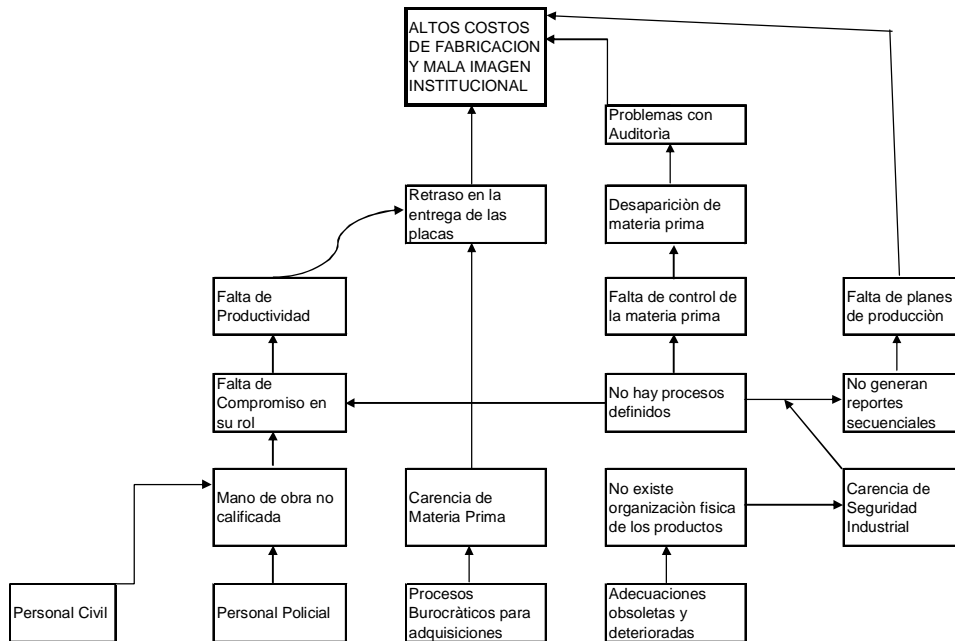 ALTOS COSTOS
DE FABRICACION
Y MALA IMAGEN
INSTITUCIONAL
Problemas con
Auditorìa
Retraso en la
entrega de las
placas
Desapariciòn de
materia prima
Falta de
Productividad
Falta de control de
la materia prima
Falta de planes
de producciòn
Falta de
Compromiso en
su rol
No hay procesos
definidos
No generan
reportes
secuenciales
Mano de obra no
calificada
Carencia de
Materia Prima
No existe
organizaciòn fisica
de los productos
Carencia de
Seguridad
Industrial
Personal Civil
Personal Policial
Procesos
Burocràticos para
adquisiciones
Adecuaciones
obsoletas y
deterioradas